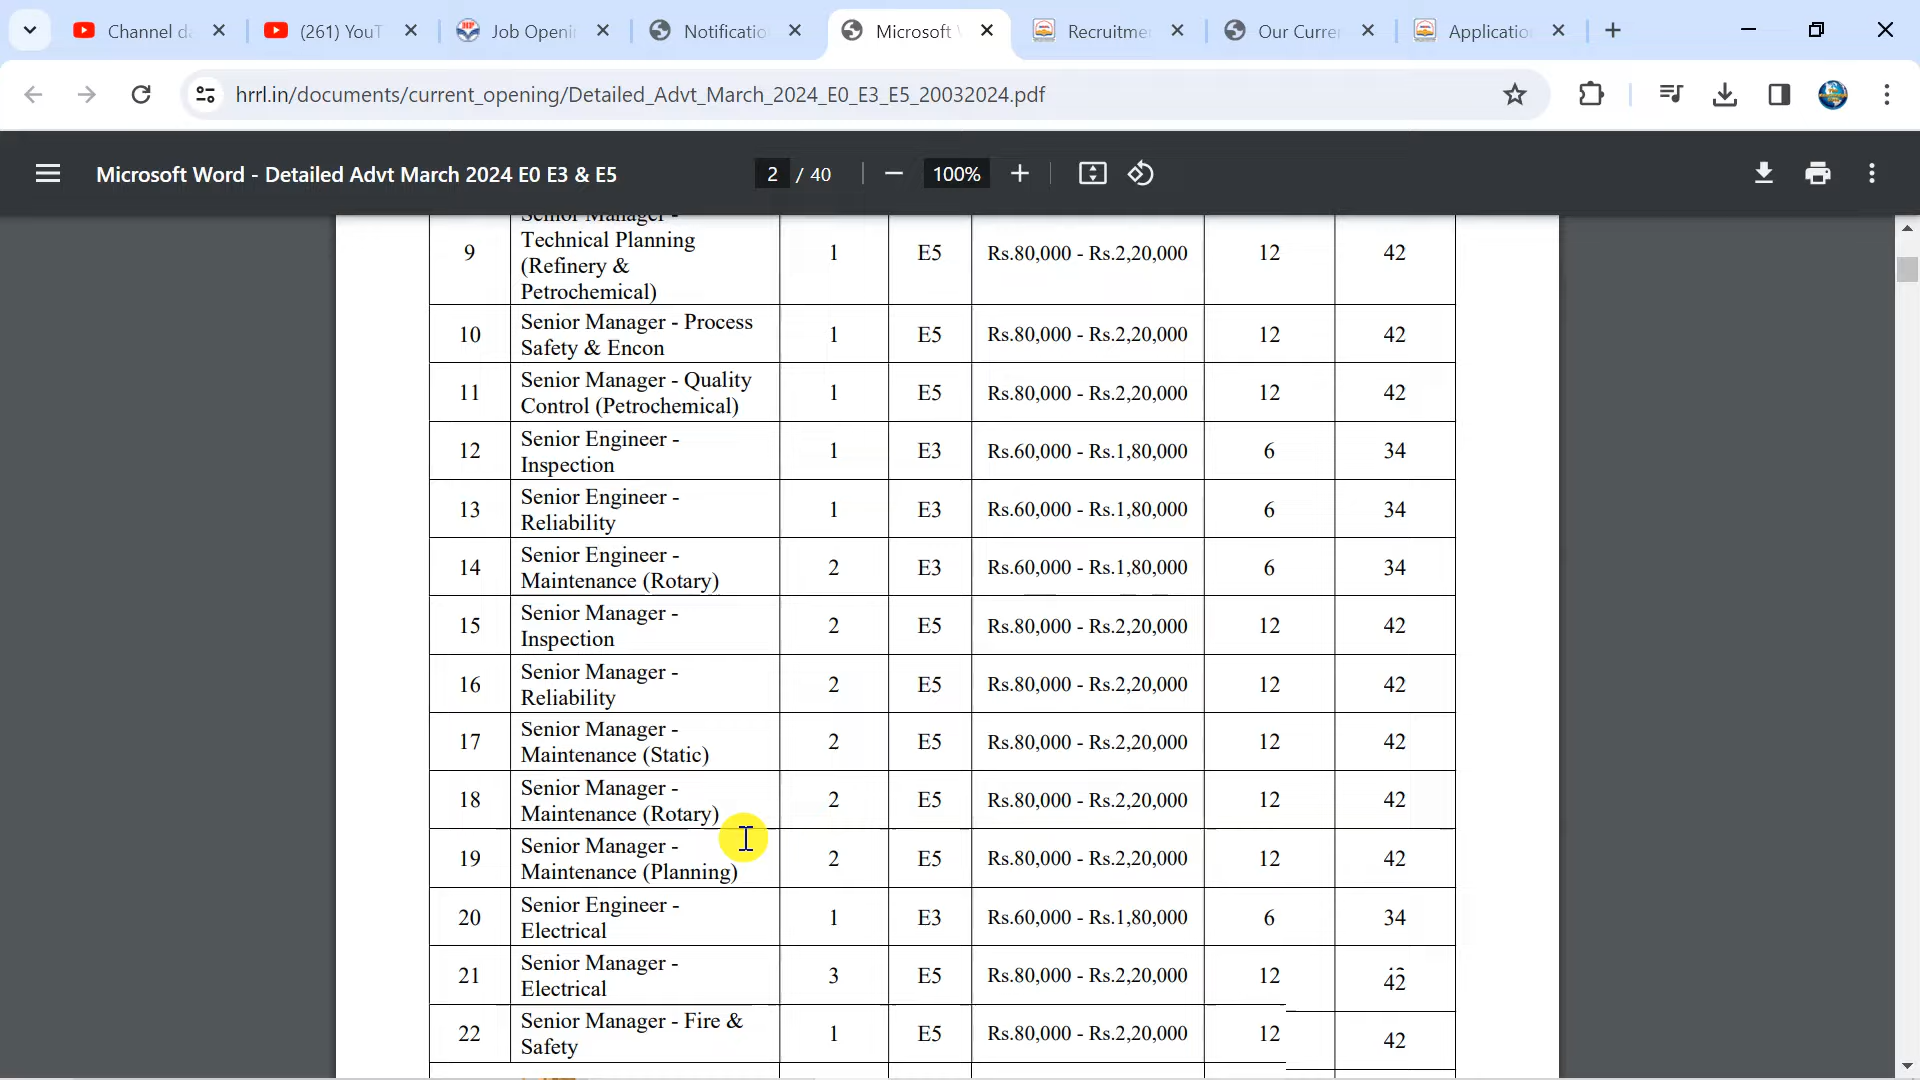 Channel d
(261) YouT
Job Openi
Notificatio
Microsoft
Recruitme
Our Curre
Applicatio
hrrl.in/documents/current_opening/Detailed_Advt_March_2024_E0_E3_E5_20032024.pdf
Microsoft Word - Detailed Advt March 2024 E0 E3 & E5
2 / 40
100%
9 Senior Manager - Technical Planning (Refinery & Petrochemical) 1 E5 Rs.80,000 - Rs.2,20,000 12 42
10 Senior Manager - Process Safety & Encon 1 E5 Rs.80,000 - Rs.2,20,000 12 42
11 Senior Manager - Quality Control (Petrochemical) 1 E5 Rs.80,000 - Rs.2,20,000 12 42
12 Senior Engineer - Inspection 1 E3 Rs.60,000 - Rs.1,80,000 6 34
13 Senior Engineer - Reliability 1 E3 Rs.60,000 - Rs.1,80,000 6 34
14 Senior Engineer - Maintenance (Rotary) 2 E3 Rs.60,000 - Rs.1,80,000 6 34
15 Senior Manager - Inspection 2 E5 Rs.80,000 - Rs.2,20,000 12 42
16 Senior Manager - Reliability 2 E5 Rs.80,000 - Rs.2,20,000 12 42
17 Senior Manager - Maintenance (Static) 2 E5 Rs.80,000 - Rs.2,20,000 12 42
18 Senior Manager - Maintenance (Rotary) 2 E5 Rs.80,000 - Rs.2,20,000 12 42
19 Senior Manager - Maintenance (Planning) 2 E5 Rs.80,000 - Rs.2,20,000 12 42
20 Senior Engineer - Electrical 1 E3 Rs.60,000 - Rs.1,80,000 6 34
21 Senior Manager - Electrical 3 E5 Rs.80,000 - Rs.2,20,000 12 42
22 Senior Manager - Fire & Safety 1 E5 Rs.80,000 - Rs.2,20,000 12 42